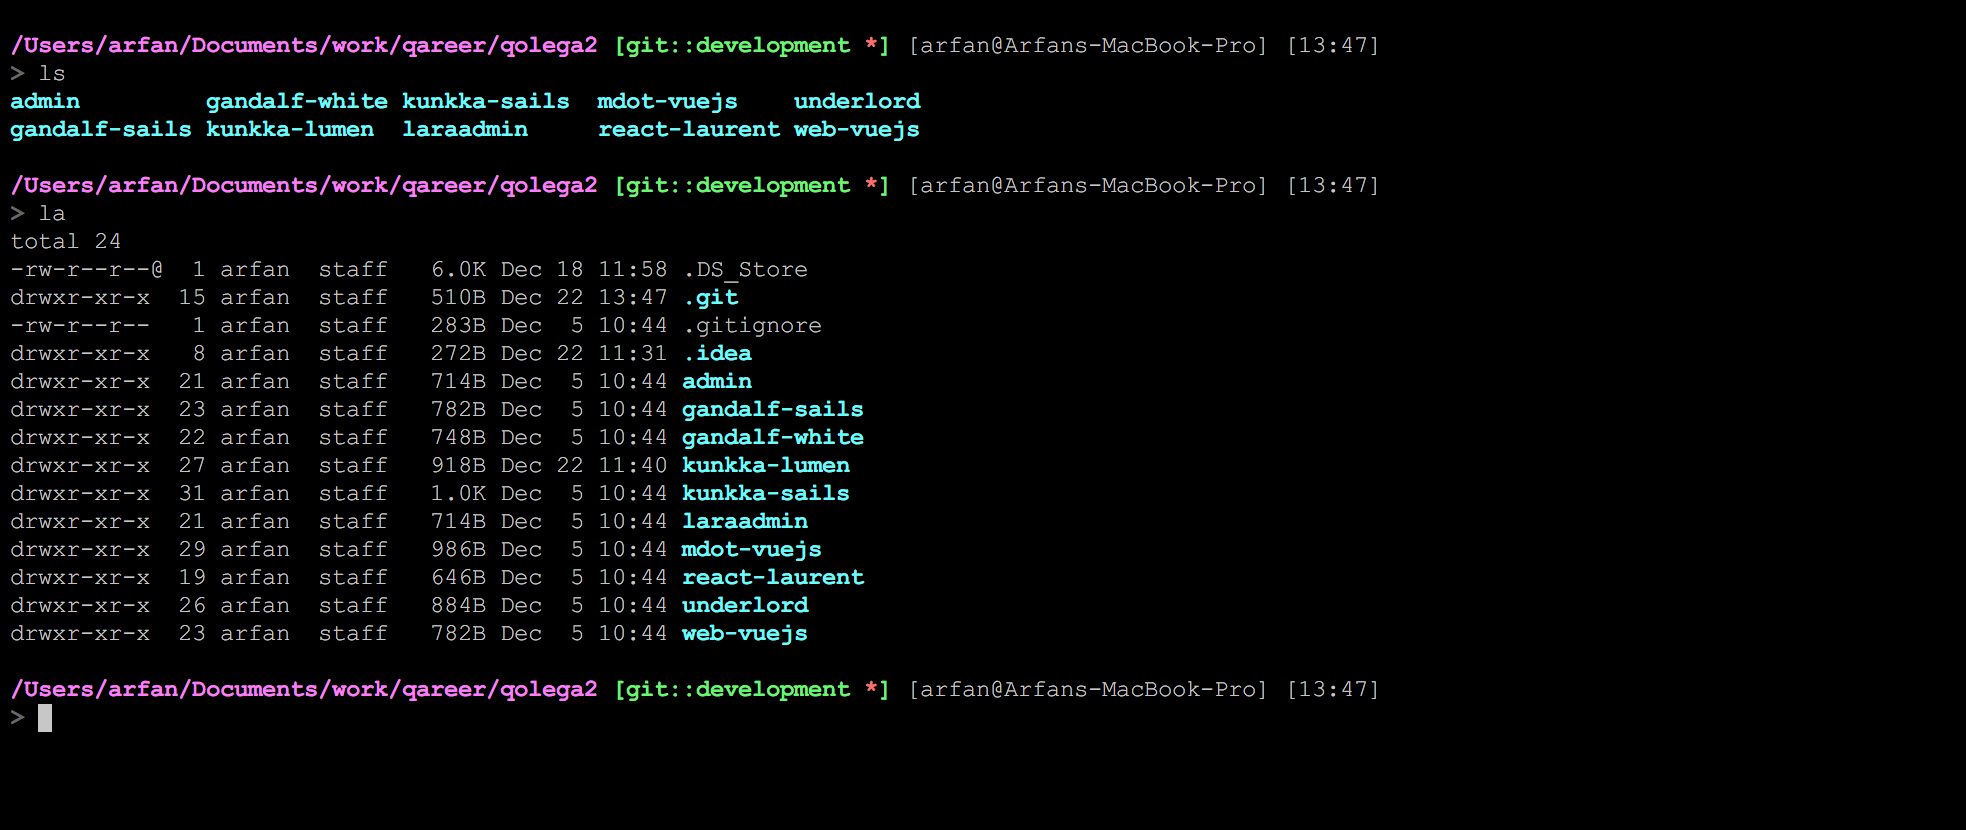 /Users/arfan/Documents/work/qareer/qolega2 [git::development *] [arfan@Arfans-MacBook-Pro] [13:47]
> ls
admin         gandalf-white kunkka-sails  mdot-vuejs    underlord
gandalf-sails kunkka-lumen  laraadmin     react-laurent web-vuejs
/Users/arfan/Documents/work/qareer/qolega2 [git::development *] [arfan@Arfans-MacBook-Pro] [13:47]
> la
total 24
-rw-r--r--@  1 arfan  staff   6.0K Dec 18 11:58 .DS_Store
drwxr-xr-x  15 arfan  staff   510B Dec 22 13:47 .git
-rw-r--r--   1 arfan  staff   283B Dec  5 10:44 .gitignore
drwxr-xr-x   8 arfan  staff   272B Dec 22 11:31 .idea
drwxr-xr-x  21 arfan  staff   714B Dec  5 10:44 admin
drwxr-xr-x  23 arfan  staff   782B Dec  5 10:44 gandalf-sails
drwxr-xr-x  22 arfan  staff   748B Dec  5 10:44 gandalf-white
drwxr-xr-x  27 arfan  staff   918B Dec 22 11:40 kunkka-lumen
drwxr-xr-x  31 arfan  staff   1.0K Dec  5 10:44 kunkka-sails
drwxr-xr-x  21 arfan  staff   714B Dec  5 10:44 laraadmin
drwxr-xr-x  29 arfan  staff   986B Dec  5 10:44 mdot-vuejs
drwxr-xr-x  19 arfan  staff   646B Dec  5 10:44 react-laurent
drwxr-xr-x  26 arfan  staff   884B Dec  5 10:44 underlord
drwxr-xr-x  23 arfan  staff   782B Dec  5 10:44 web-vuejs
/Users/arfan/Documents/work/qareer/qolega2 [git::development *] [arfan@Arfans-MacBook-Pro] [13:47]
>